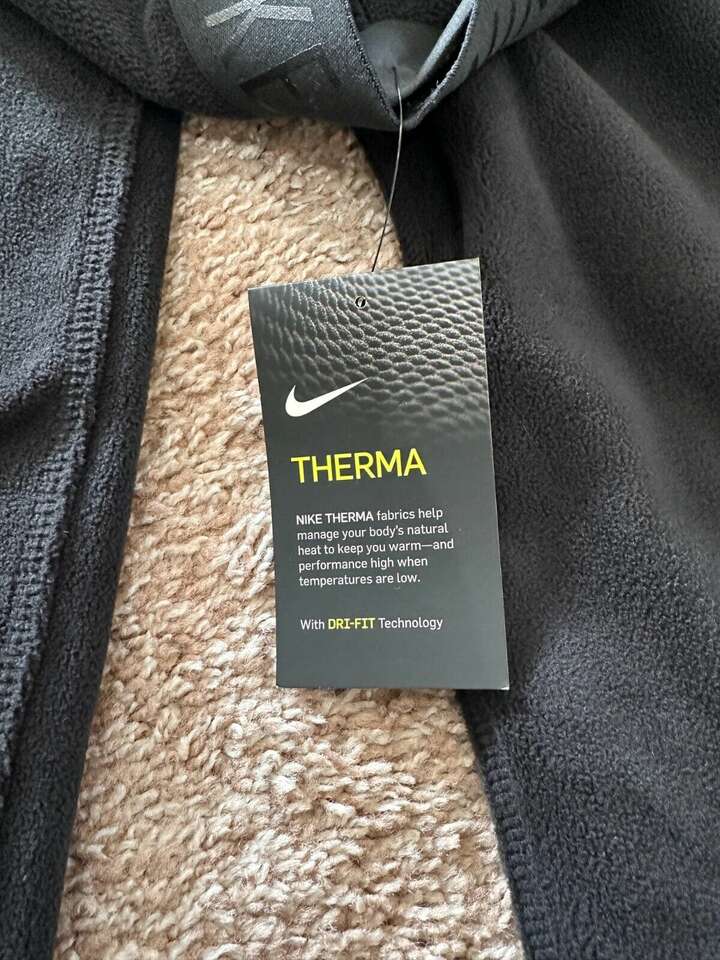 THERMA
NIKE THERMA fabrics help
manage your body's natural
heat to keep you warm—and
performance high when
temperatures are low.
With DRI-FIT Technology